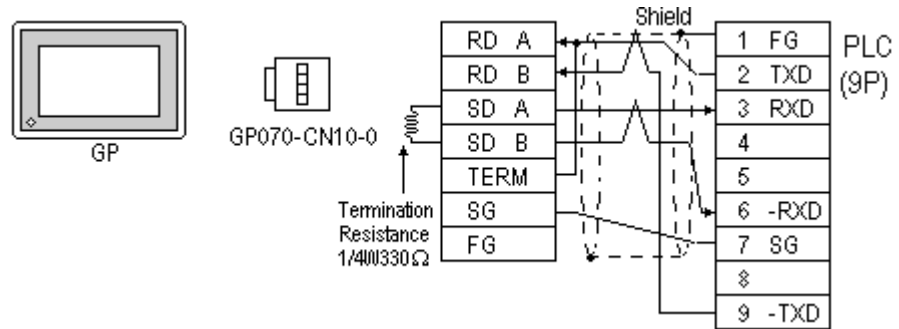 GP
GP070-CN10-0
Termination
Resistance
1/4W330Ω
RD A
RD B
SD A
SD B
TERM
SG
FG
Shield
1 FG
2 TXD
3 RXD
4
5
6 -RXD
7 SG
8
9 -TXD
PLC
(9P)